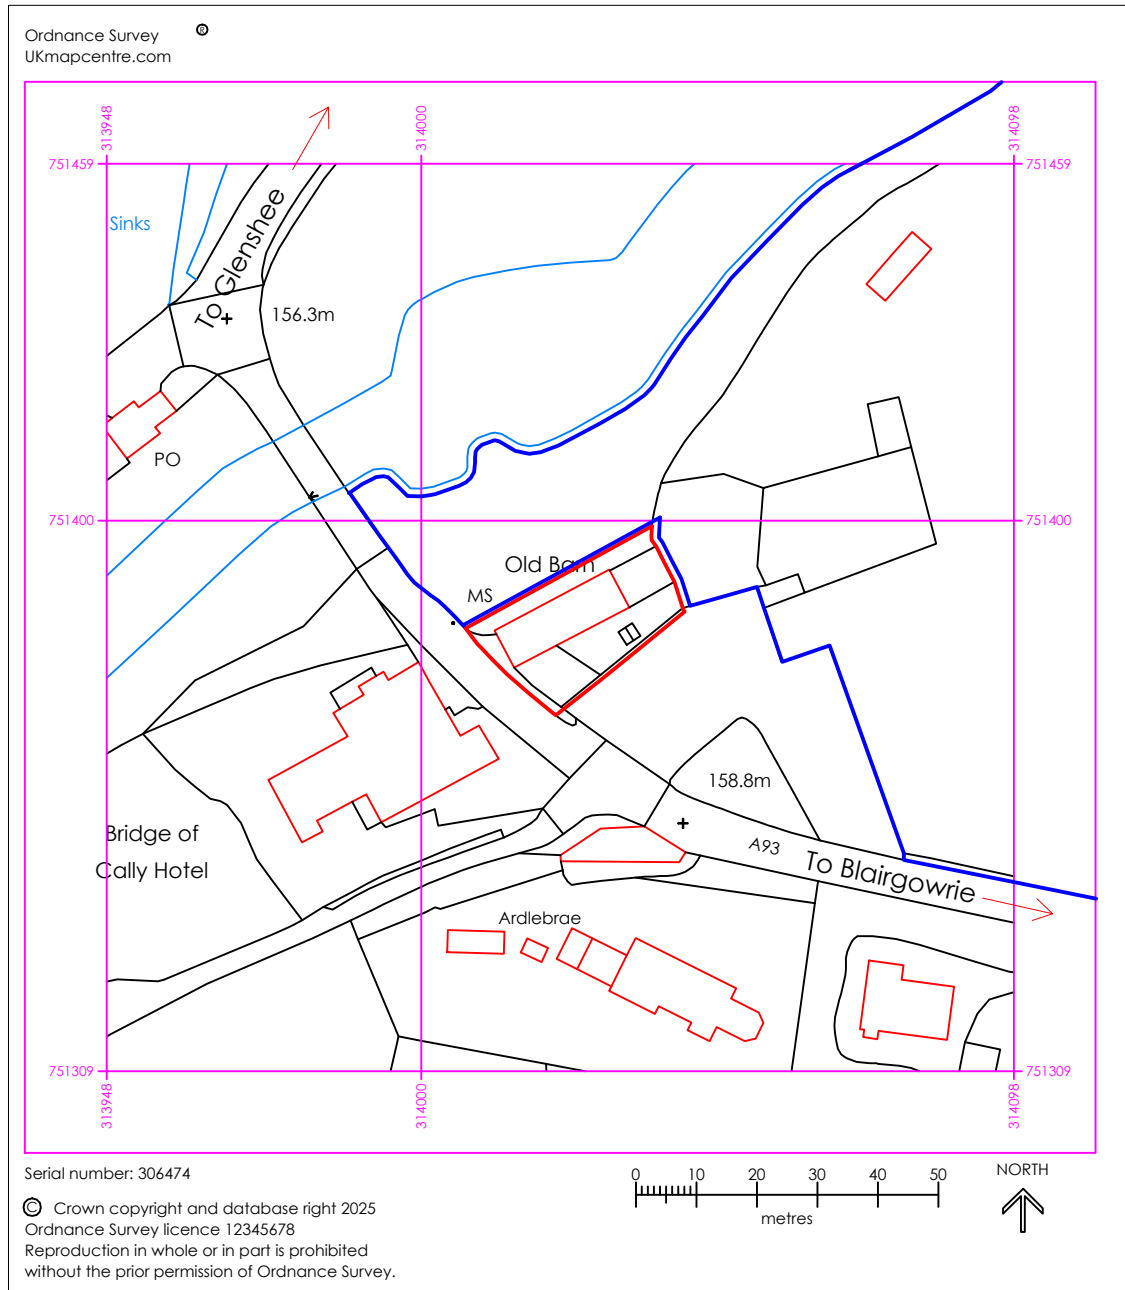 Ordnance Survey ®
UKmapcentre.com
313948
314000
314098
751459
751459
Sinks
To Glenshee
156.3m
PO
751400
751400
Old Barn
MS
158.8m
Bridge of
Cally Hotel
A93
To Blairgowrie
Ardlebrae
751309
751309
313948
314000
314098
Serial number: 306474
© Crown copyright and database right 2025
Ordnance Survey licence 12345678
Reproduction in whole or in part is prohibited
without the prior permission of Ordnance Survey.
0 10 20 30 40 50
metres
NORTH